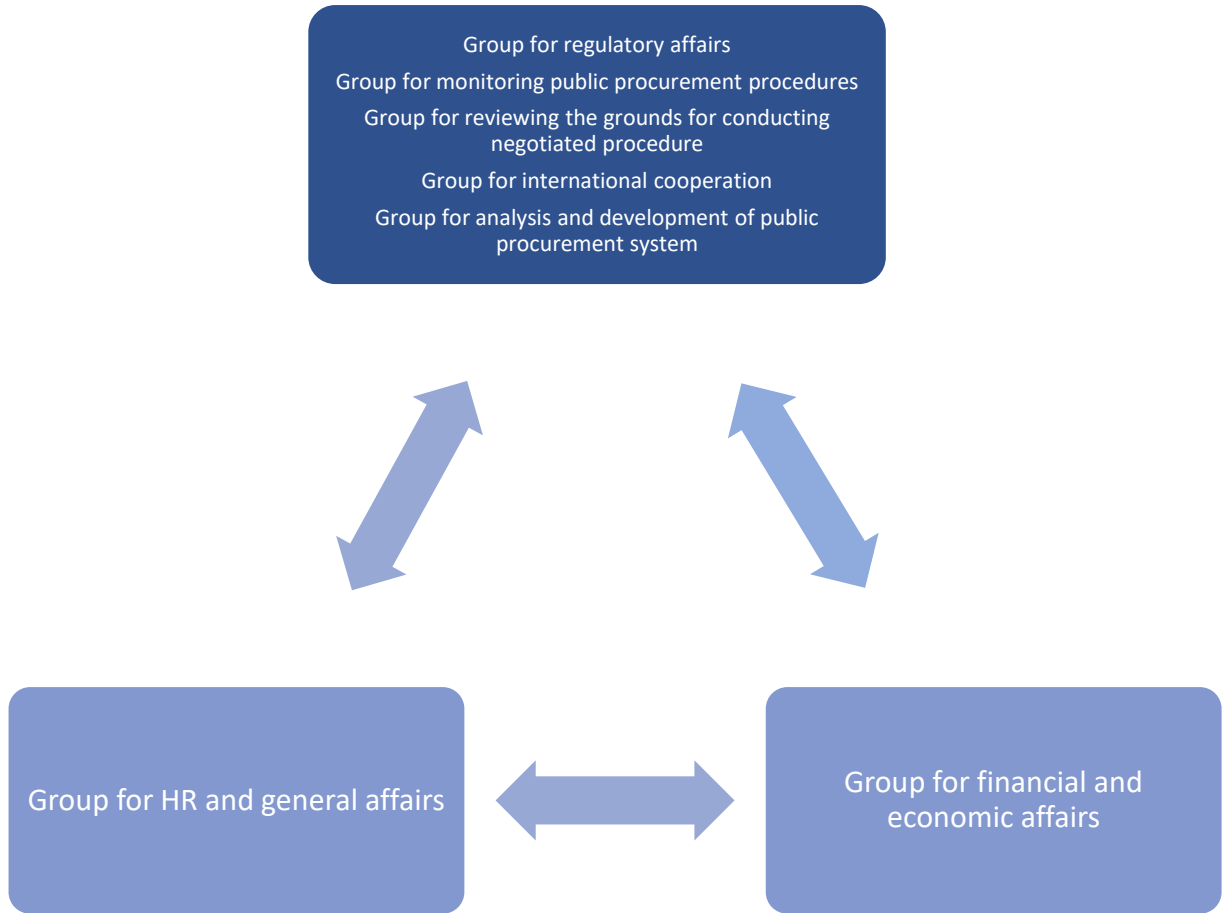 Group for regulatory affairs
Group for monitoring public procurement procedures
Group for reviewing the grounds for conducting
negotiated procedure
Group for international cooperation
Group for analysis and development of public
procurement system
Group for HR and general affairs
Group for financial and
economic affairs